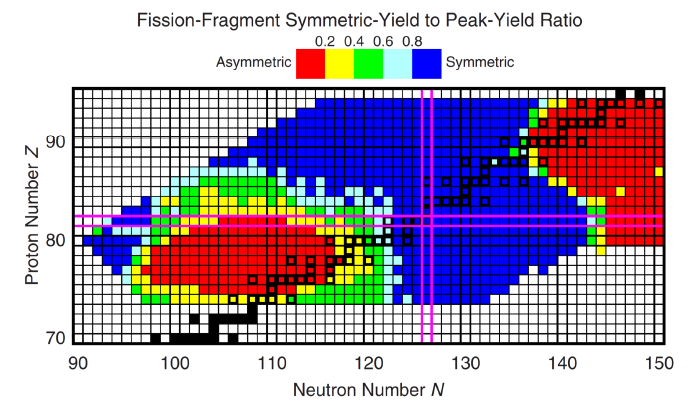 Fission-Fragment Symmetric-Yield to Peak-Yield Ratio
0.2 0.4 0.6 0.8
Asymmetric Symmetric
Proton Number Z
90
80
70
90 100 110 120 130 140 150
Neutron Number N